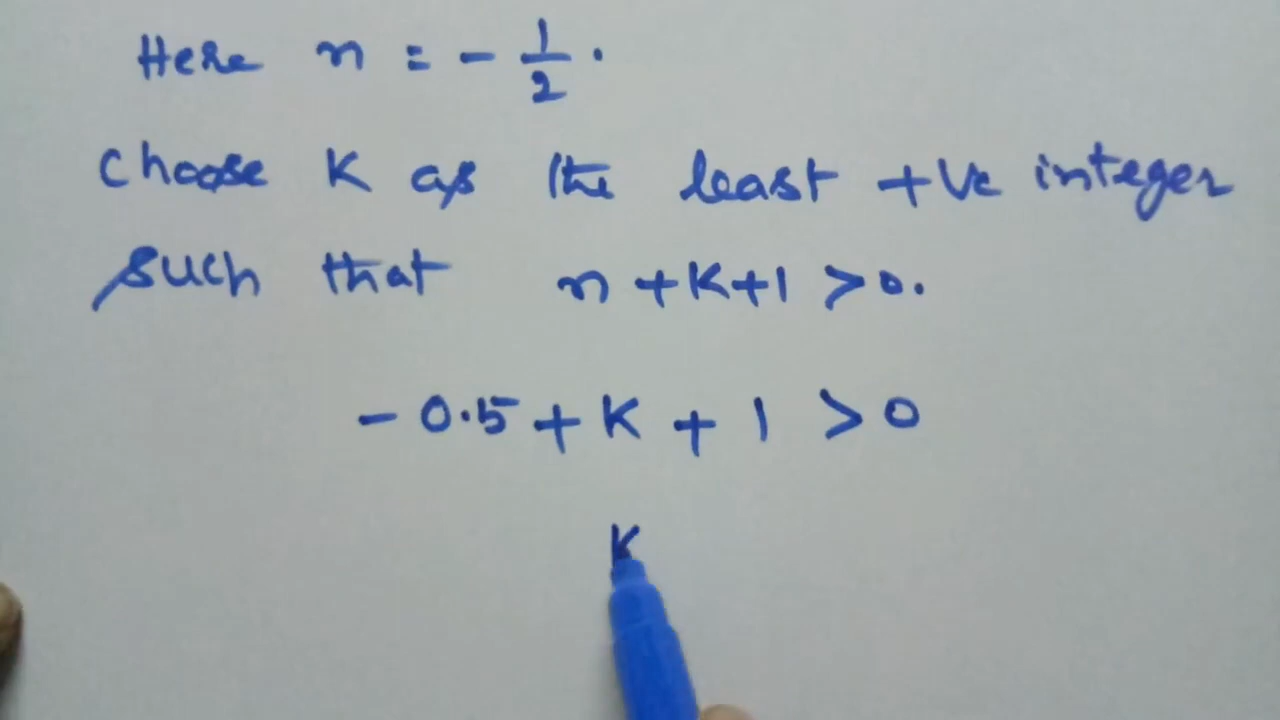 Here n = - 1/2.
Choose K as the least +ve integer
such that n + K + 1 > 0.
- 0.5 + K + 1 > 0
K